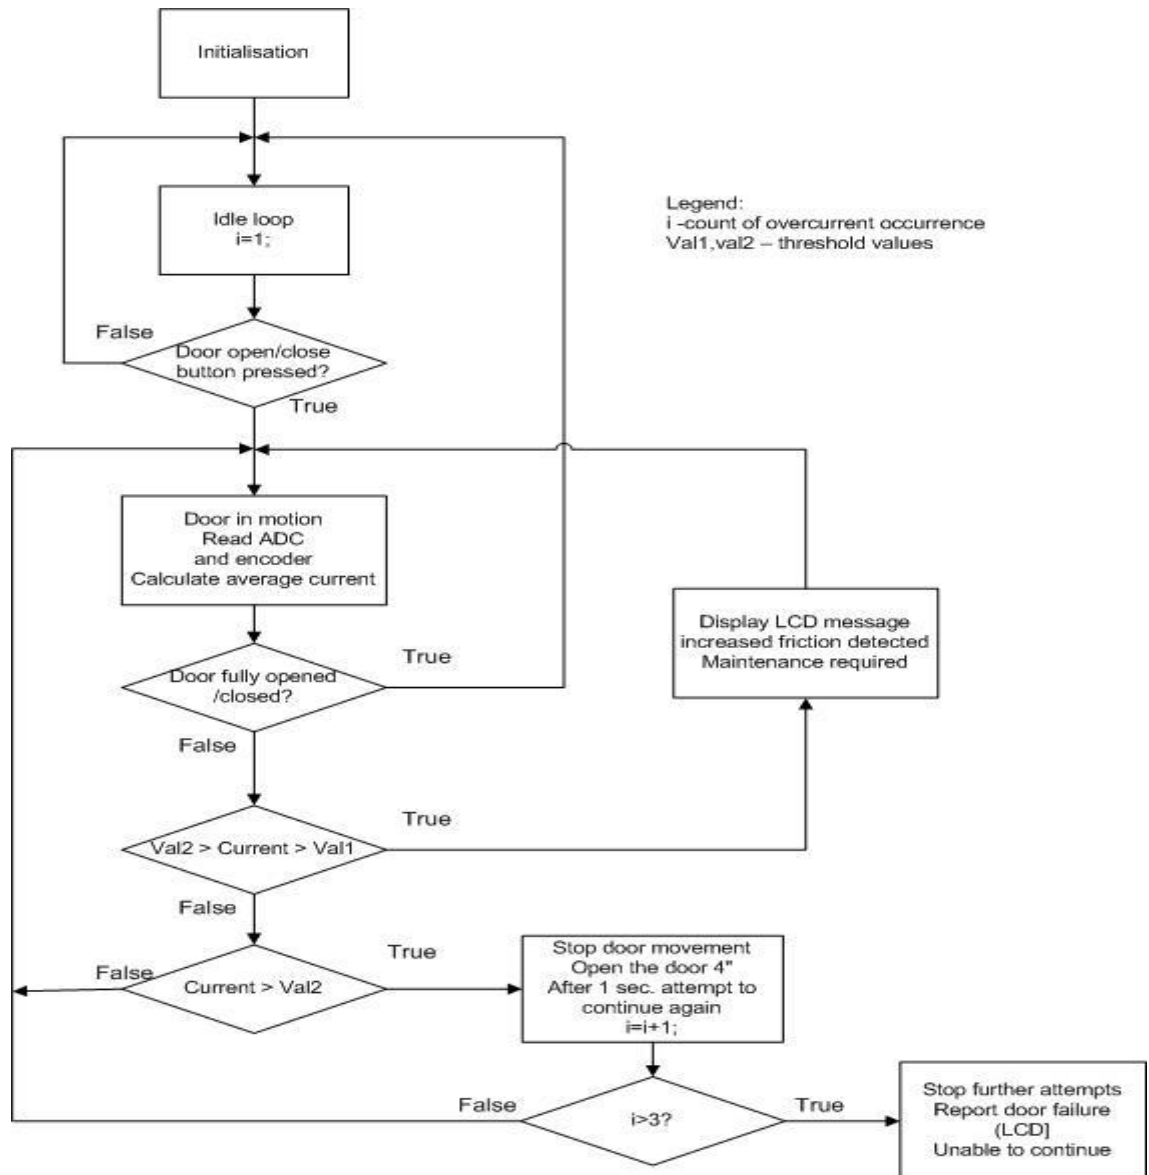 Initialisation
Idle loop
i=1;
Legend:
i -count of overcurrent occurrence
Val1,val2 – threshold values
False
Door open/close
button pressed?
True
Door in motion
Read ADC
and encoder
Calculate average current
Display LCD message
increased friction detected
Maintenance required
True
Door fully opened
/closed?
False
True
Val2 > Current > Val1
False
True
False
Current > Val2
Stop door movement
Open the door 4"
After 1 sec. attempt to
continue again
i=i+1;
False
i>3?
True
Stop further attempts
Report door failure
(LCD]
Unable to continue